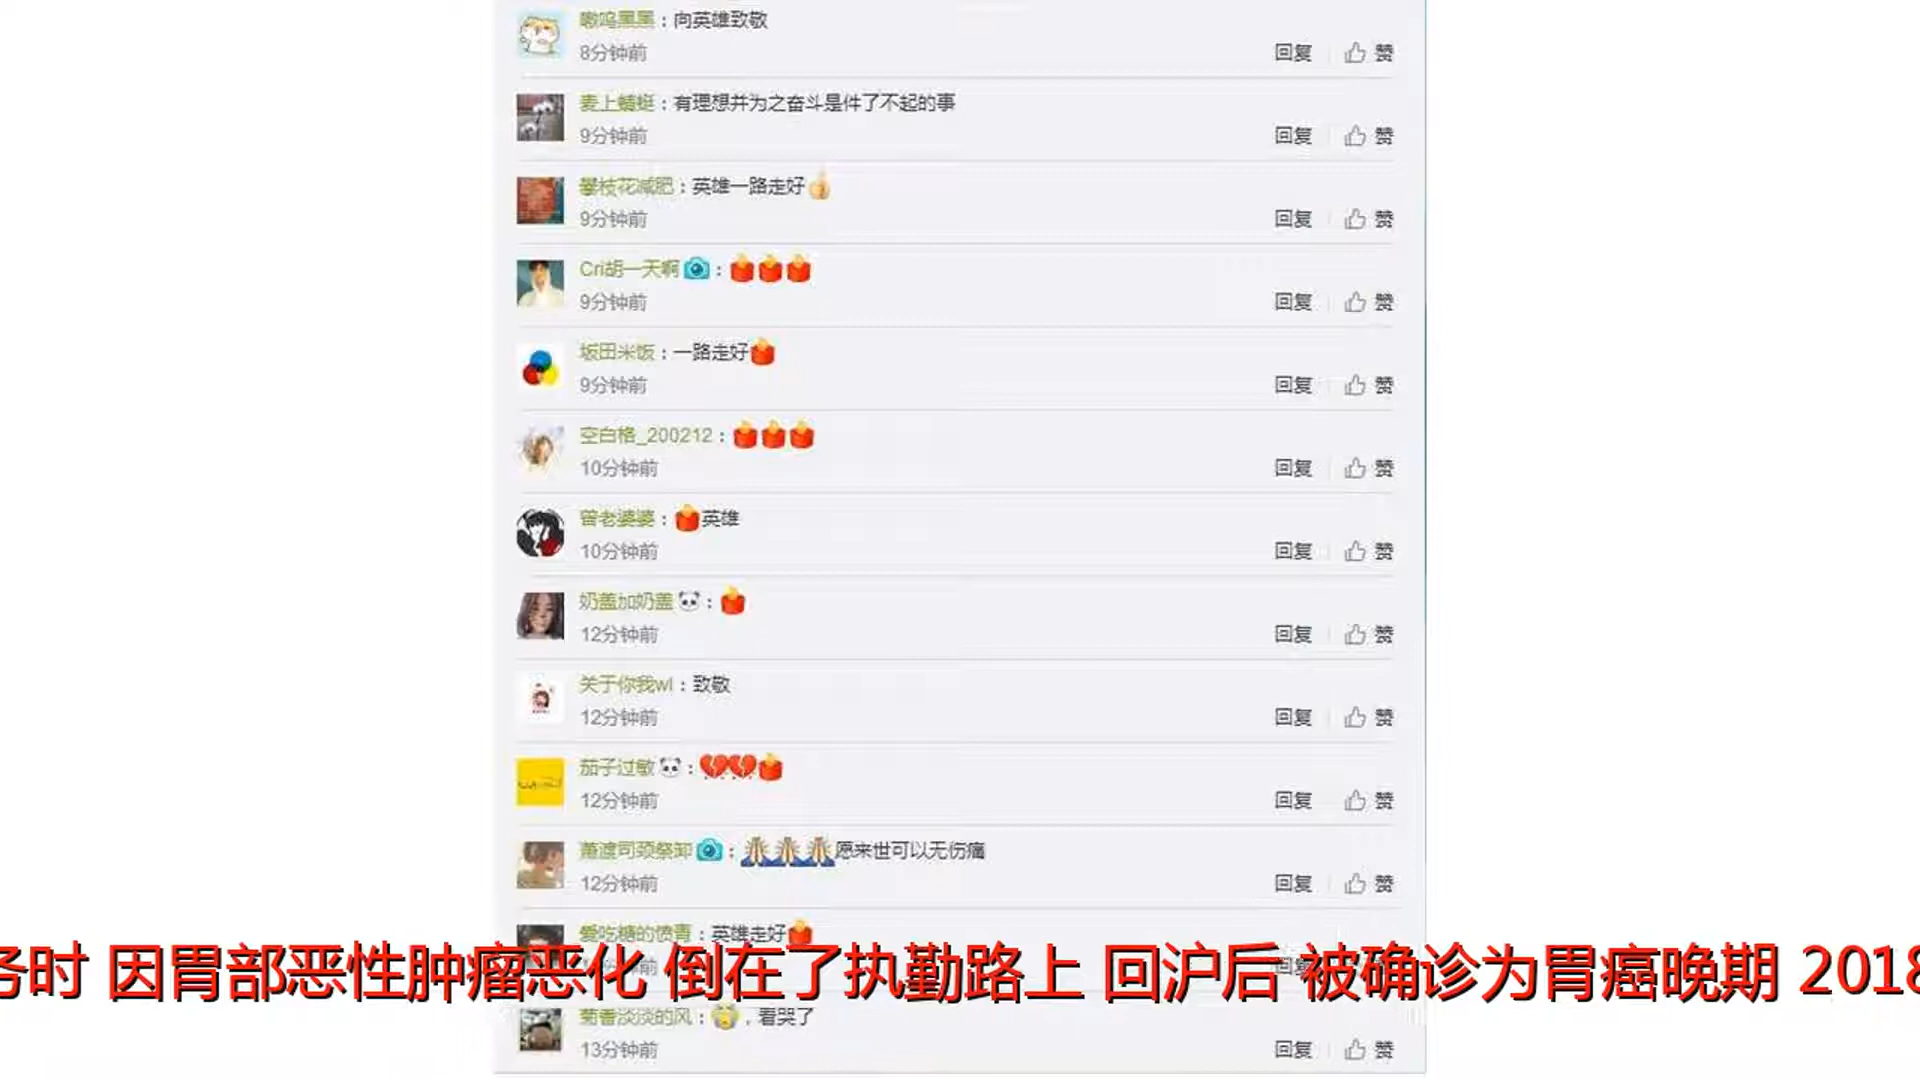 嗷呜黑黑：向英雄致敬
8分钟前
回复 赞
麦上蜻蜓：有理想并为之奋斗是件了不起的事
9分钟前
回复 赞
攀枝花减肥：英雄一路走好
9分钟前
回复 赞
Cri胡一天啊：
9分钟前
回复 赞
坂田米饭：一路走好
9分钟前
回复 赞
空白格_200212：
10分钟前
回复 赞
曾老婆婆：英雄
10分钟前
回复 赞
奶盖加奶盖：
12分钟前
回复 赞
关于你我wl：致敬
12分钟前
回复 赞
茄子过敏：
12分钟前
回复 赞
萧渡司颈祭卸：愿来世可以无伤痛
12分钟前
回复 赞
爱吃糖的愤青：英雄走好
务时 因胃部恶性肿瘤恶化 倒在了执勤路上 回沪后 被确诊为胃癌晚期 2018
菊香淡淡的风：，看哭了
13分钟前
回复 赞